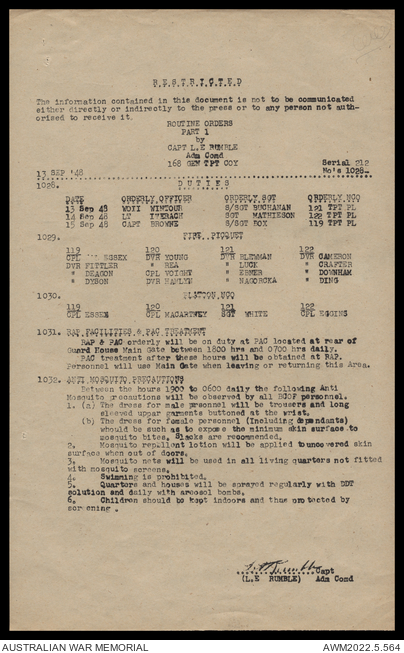 RESTRICTED
The information contained in this document is not to be communicated
either directly or indirectly to the press or to any person not auth-
orised to receive it.
ROUTINE ORDERS
PART 1
by
CAPT L.E RUMBLE
Adm Comd
168 GEN TPT COY Serial 212
13 SEP '48 No's 1028-
1028. DUTIES
DATE ORDERLY OFFICER ORDERLY SGT ORDERLY NCO
13 Sep 48 WOII WINDOUS S/SGT BUCHANAN 121 TPT PL
14 Sep 48 LT IVERACH SGT MATHIESON 122 TPT PL
15 Sep 48 CAPT BROWNE S/SGT BOX 119 TPT PL
1029. FIRE PICQUET
119 120 121 122
CPL ESSEX DVR YOUNG DVR BLEWMAN DVR CAMERON
DVR FITTLER " REA " LUCK " CRAFTER
" DEACON CPL VOIGHT " EBNER " DOWNHAM
" DYSON DVR HAMLYN " NAGORCKA " DING
1030. PLATOON NCO
119 120 121 122
CPL ESSEX CPL MACARTNEY SGT WHITE CPL EGGINS
1031. RAP FACILITIES & PAC TREATMENT
RAP & PAC orderly will be on duty at PAC located at rear of
Guard House Main Gate between 1800 hrs and 0700 hrs daily.
PAC treatment after these hours will be obtained at RAP.
Personnel will use Main Gate when leaving or returning this Area.
1032. ANTI MOSQUITO PRECAUTIONS
Between the hours 1900 to 0600 daily the following Anti
Mosquito precautions will be observed by all BCOF personnel.
1. (a) The dress for male prsonnel will be trousers and long
sleeved uppar garments buttoned at the wrist.
(b) The dress for female personnel (Including dependants)
should be such as to expose the mininum skin surface to
mosquito bites. Slacks are recommended.
2. Mosquito repellent lotion will be applied to uncovered skin
surface when out of doors.
3. Mosquito nets will be used in all living quarters not fitted
with mosquito screens.
4. Swimming is prohibited.
5. Quarters and houses will be sprayed regularly with DDT
solution and daily with areosol bombs.
6. Children should be kept indoors and thus protected by
screening.
Capt
(L.E RUMBLE) Adm Comd
AUSTRALIAN WAR MEMORIAL AWM2022.5.564